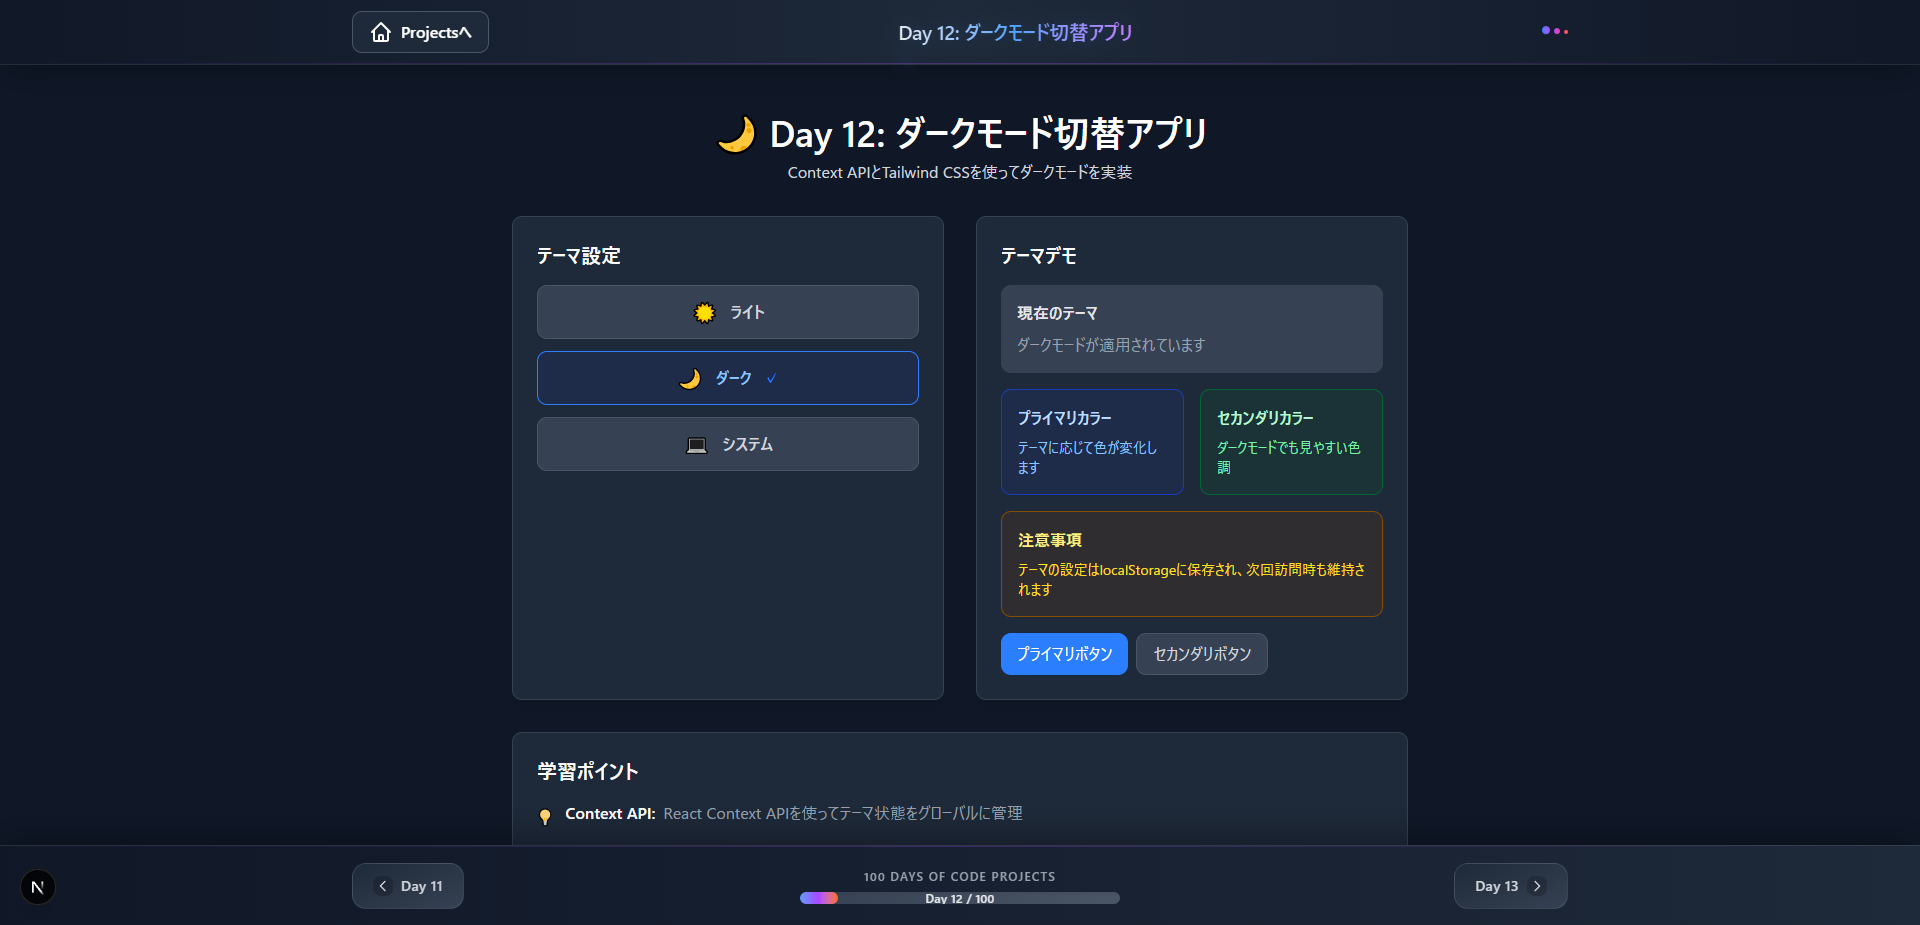 Projectsへ
Day 12: ダークモード切替アプリ
Day 12: ダークモード切替アプリ
Context APIとTailwind CSSを使ってダークモードを実装
テーマ設定
ライト
ダーク ✓
システム
テーマデモ
現在のテーマ
ダークモードが適用されています
プライマリカラー
テーマに応じて色が変化し
ます
セカンダリカラー
ダークモードでも見やすい色
調
注意事項
テーマの設定はlocalStorageに保存され、次回訪問時も維持さ
れます
プライマリボタン
セカンダリボタン
学習ポイント
Context API: React Context APIを使ってテーマ状態をグローバルに管理
N
Day 11
100 DAYS OF CODE PROJECTS
Day 12 / 100
Day 13